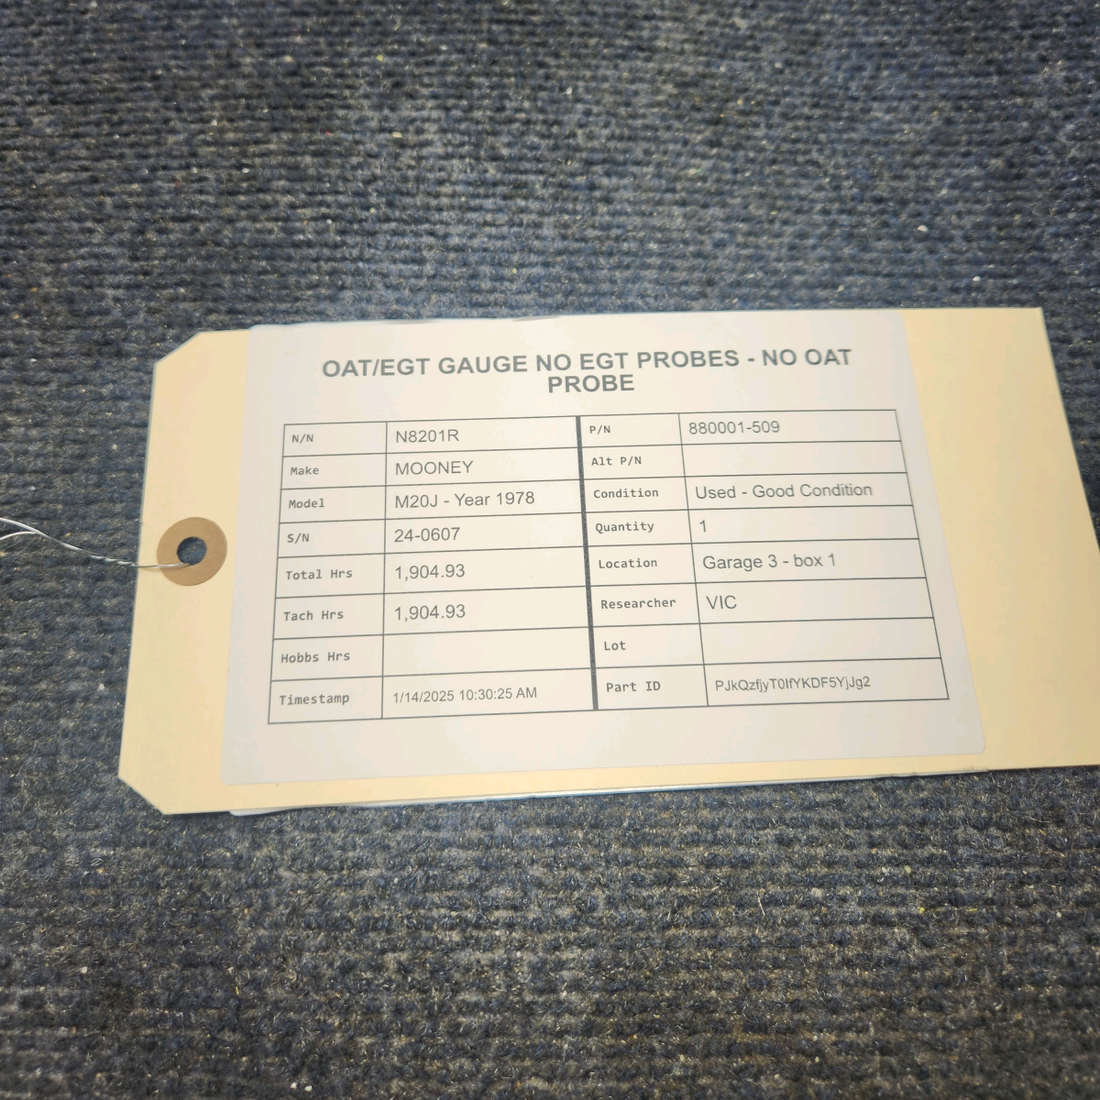 OAT/EGT GAUGE NO EGT PROBES - NO OAT
PROBE
N/N N8201R P/N 880001-509
Make MOONEY Alt P/N
Model M20J - Year 1978 Condition Used - Good Condition
S/N 24-0607 Quantity 1
Total Hrs 1,904.93 Location Garage 3 - box 1
Tach Hrs 1,904.93 Researcher VIC
Hobbs Hrs Lot
Timestamp 1/14/2025 10:30:25 AM Part ID